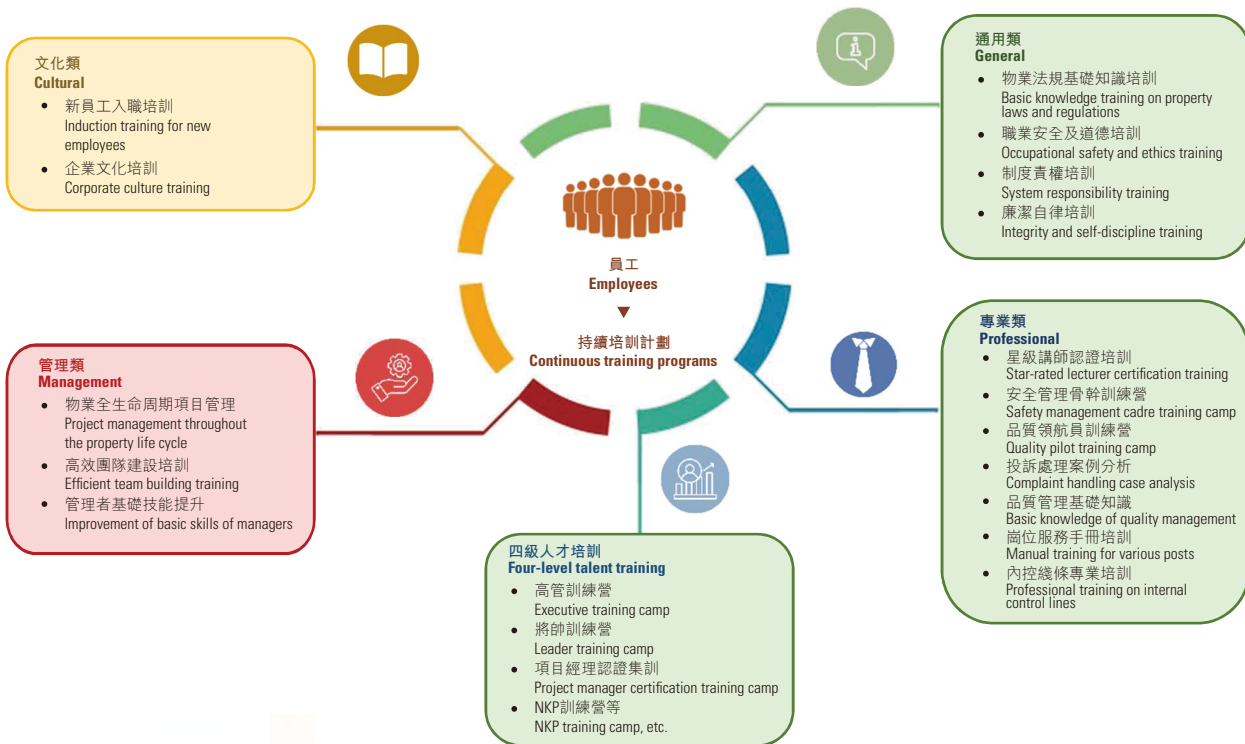 文化類
Cultural
• 新員工入職培訓
Induction training for new
employees
• 企業文化培訓
Corporate culture training
通用類
General
• 物業法規基礎知識培訓
Basic knowledge training on property
laws and regulations
• 職業安全及道德培訓
Occupational safety and ethics training
• 制度責權培訓
System responsibility training
• 廉潔自律培訓
Integrity and self-discipline training
員工
Employees
▼
持續培訓計劃
Continuous training programs
管理類
Management
• 物業全生命周期項目管理
Project management throughout
the property life cycle
• 高效團隊建設培訓
Efficient team building training
• 管理者基礎技能提升
Improvement of basic skills of managers
專業類
Professional
• 星級講師認證培訓
Star-rated lecturer certification training
• 安全管理骨幹訓練營
Safety management cadre training camp
• 品質領航員訓練營
Quality pilot training camp
• 投訴處理案例分析
Complaint handling case analysis
• 品質管理基礎知識
Basic knowledge of quality management
• 崗位服務手冊培訓
Manual training for various posts
• 內控綫條專業培訓
Professional training on internal
control lines
四級人才培訓
Four-level talent training
• 高管訓練營
Executive training camp
• 將帥訓練營
Leader training camp
• 項目經理認證集訓
Project manager certification training camp
• NKP訓練營等
NKP training camp, etc.